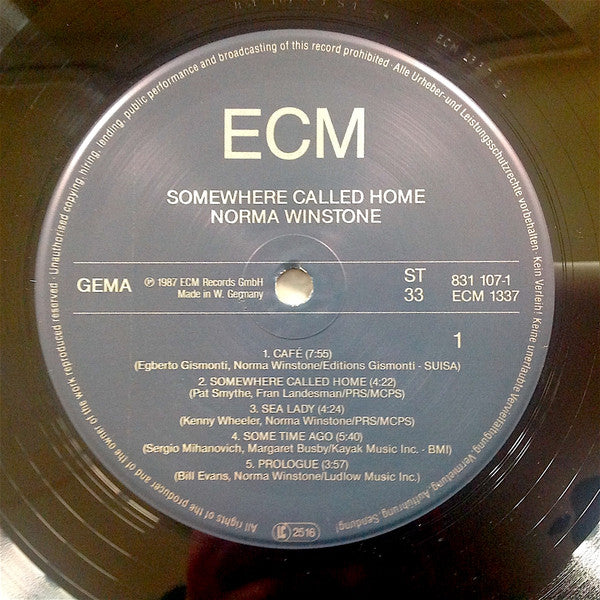 Unauthorised copying, hiring, lending, public performance and broadcasting of this record prohibited · Alle Urheber-und Leistungsschutzrechte vorbehalten · Kein Verleih! Keine unerlaubte Vervielfältigung, Vermietung, Aufführung, Sendung!
ECM
SOMEWHERE CALLED HOME
NORMA WINSTONE
GEMA
℗ 1987 ECM Records GmbH
Made in W. Germany
ST
33
831 107-1
ECM 1337
1
1. CAFÉ (7:55)
(Egberto Gismonti, Norma Winstone/Editions Gismonti - SUISA)
2. SOMEWHERE CALLED HOME (4:22)
(Pat Smythe, Fran Landesman/PRS/MCPS)
3. SEA LADY (4:24)
(Kenny Wheeler, Norma Winstone/PRS/MCPS)
4. SOME TIME AGO (5:40)
(Sergio Mihanovich, Margaret Busby/Kayak Music Inc. - BMI)
5. PROLOGUE (3:57)
(Bill Evans, Norma Winstone/Ludlow Music Inc.)
LC 2516
All rights of the producer and of the owner of the work reproduced reserved ·